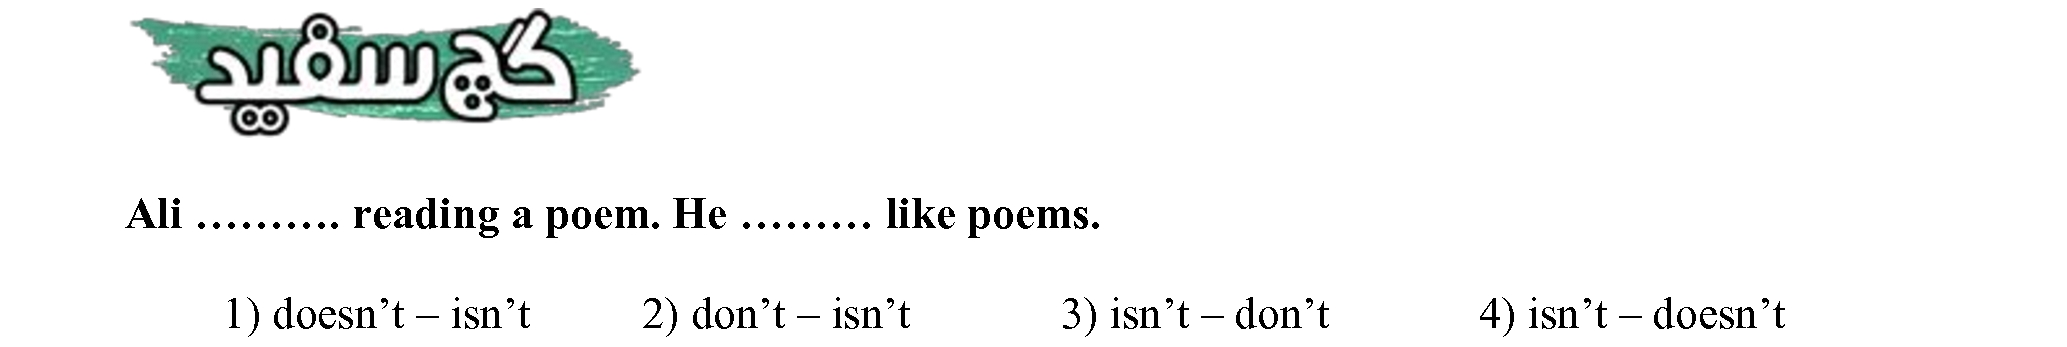 گچ سفید
Ali ………. reading a poem. He ……… like poems.
1) doesn’t – isn’t 2) don’t – isn’t 3) isn’t – don’t 4) isn’t – doesn’t